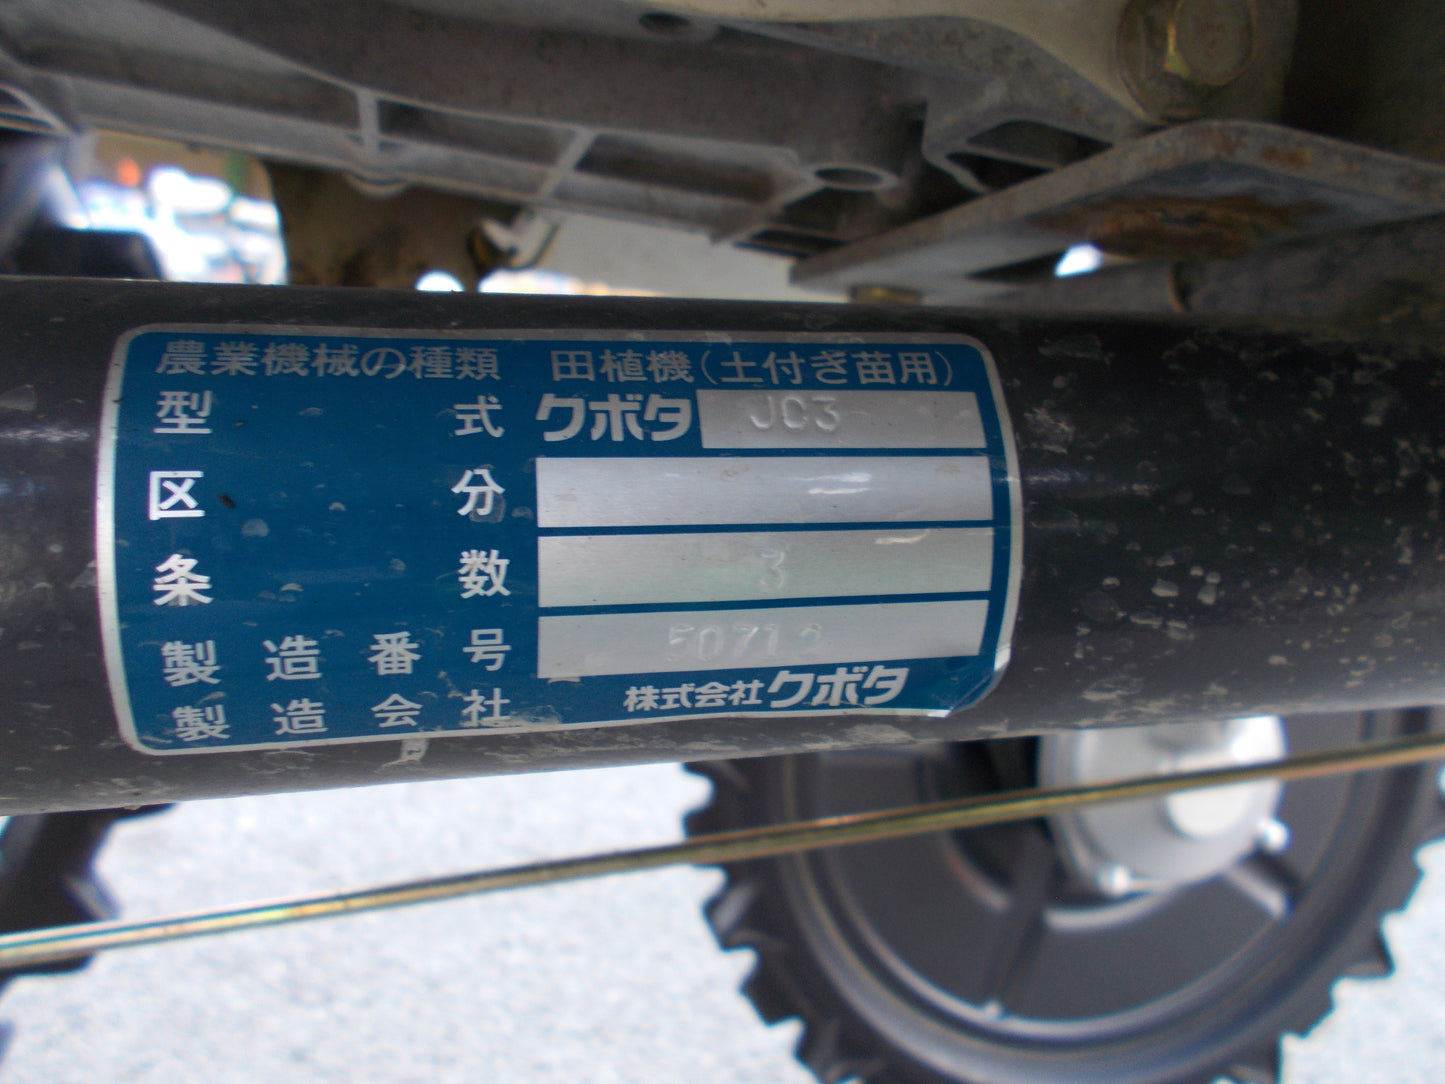 農業機械の種類 田植機(土付き苗用)
型式 クボタ JC3
区分
条数 3
製造番号
製造会社 株式会社クボタ